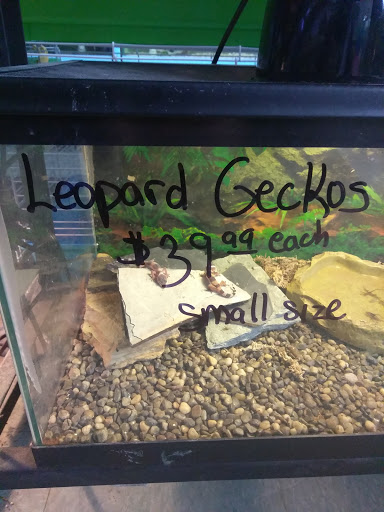 Leopard Geckos
$39.99 each
small size